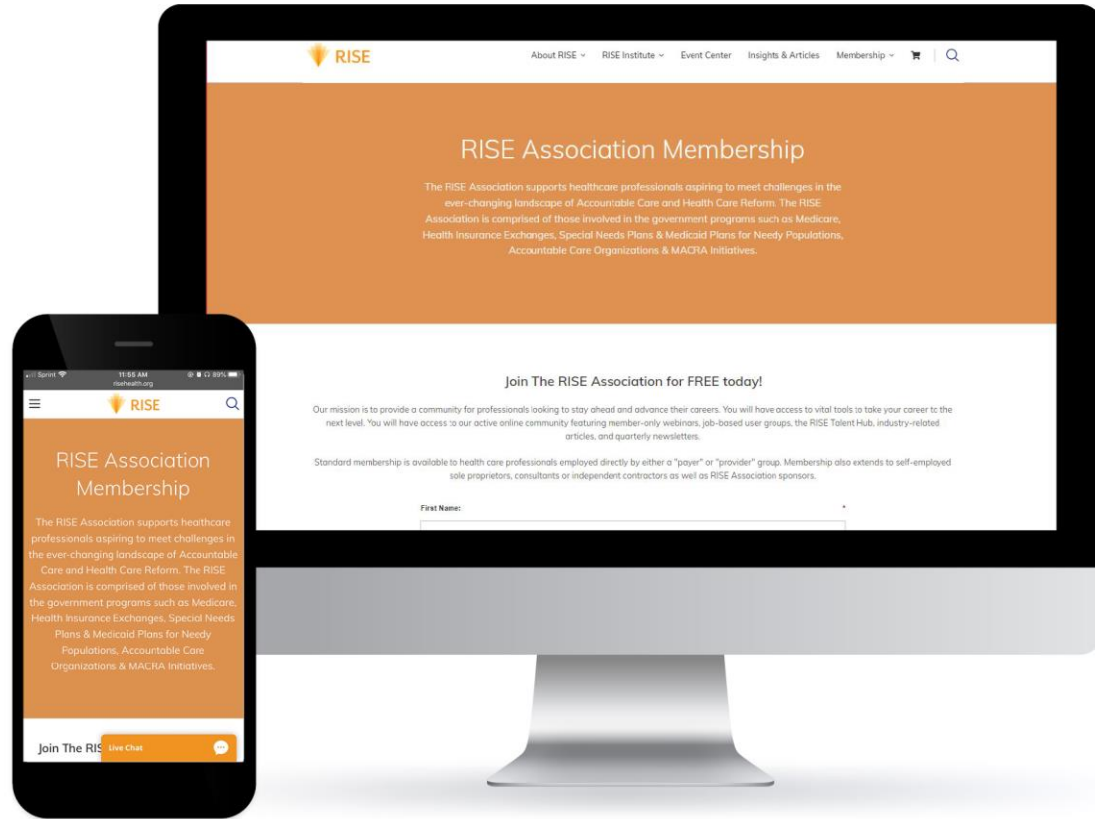 RISE
About RISE
RISE Institute
Event Center
Insights & Articles
Membership
RISE Association Membership
The RISE Association supports healthcare professionals aspiring to meet challenges in the
ever-changing landscape of Accountable Care and Health Care Reform. The RISE
Association is comprised of those involved in the government programs such as Medicare,
Health Insurance Exchanges, Special Needs Plans & Medicaid Plans for Needy Populations,
Accountable Care Organizations & MACRA Initiatives.
Join The RISE Association for FREE today!
Our mission is to provide a community for professionals looking to stay ahead and advance their careers. You will have access to vital tools to take your career to the
next level. You will have access to our active online community featuring member-only webinars, job-based user groups, the RISE Talent Hub, industry-related
articles, and quarterly newsletters.
Standard membership is available to health care professionals employed directly by either a "payer" or "provider" group. Membership also extends to self-employed
sole proprietors, consultants or independent contractors as well as RISE Association sponsors.
First Name: *
Sprint 11:55 AM 89%
risehealth.org
RISE
RISE Association
Membership
The RISE Association supports healthcare
professionals aspiring to meet challenges in
the ever-changing landscape of Accountable
Care and Health Care Reform. The RISE
Association is comprised of those involved in
the government programs such as Medicare,
Health Insurance Exchanges, Special Needs
Plans & Medicaid Plans for Needy
Populations, Accountable Care
Organizations & MACRA Initiatives.
Join The RIS
Live Chat